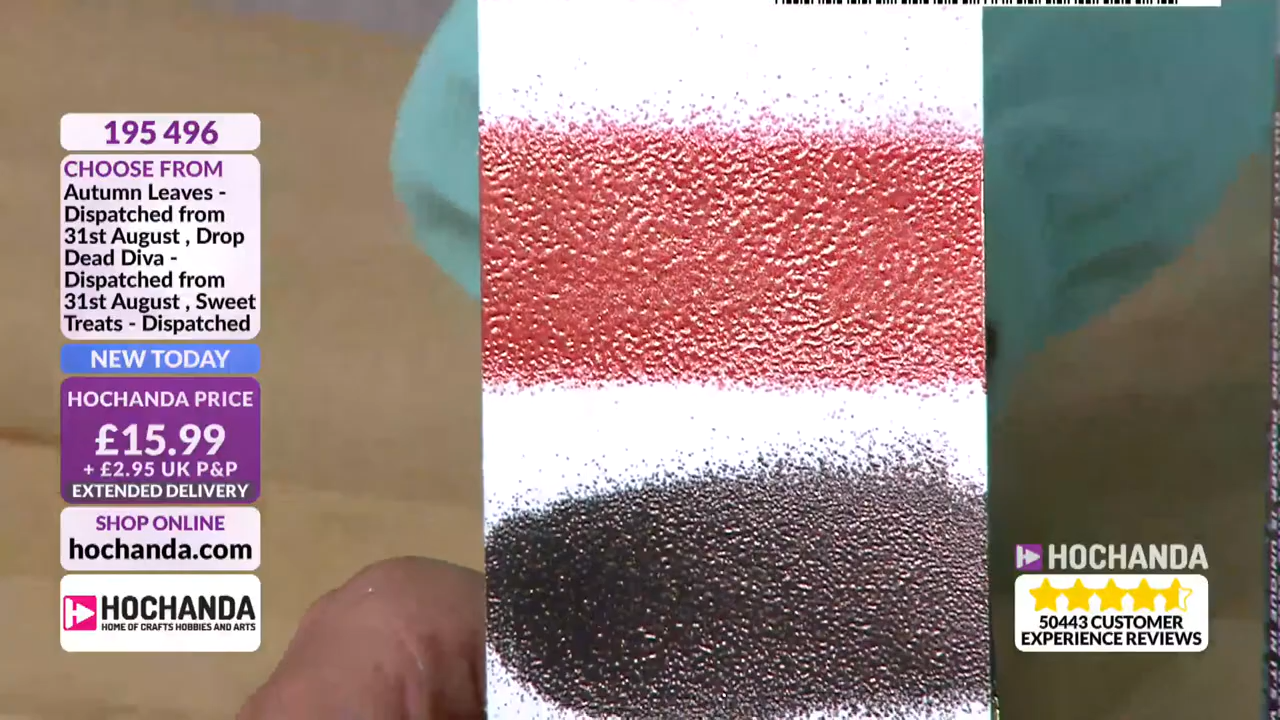 195 496
CHOOSE FROM
Autumn Leaves -
Dispatched from
31st August , Drop
Dead Diva -
Dispatched from
31st August , Sweet
Treats - Dispatched
NEW TODAY
HOCHANDA PRICE
£15.99
+ £2.95 UK P&P
EXTENDED DELIVERY
SHOP ONLINE
hochanda.com
HOCHANDA
HOME OF CRAFTS HOBBIES AND ARTS
HOCHANDA
50443 CUSTOMER
EXPERIENCE REVIEWS